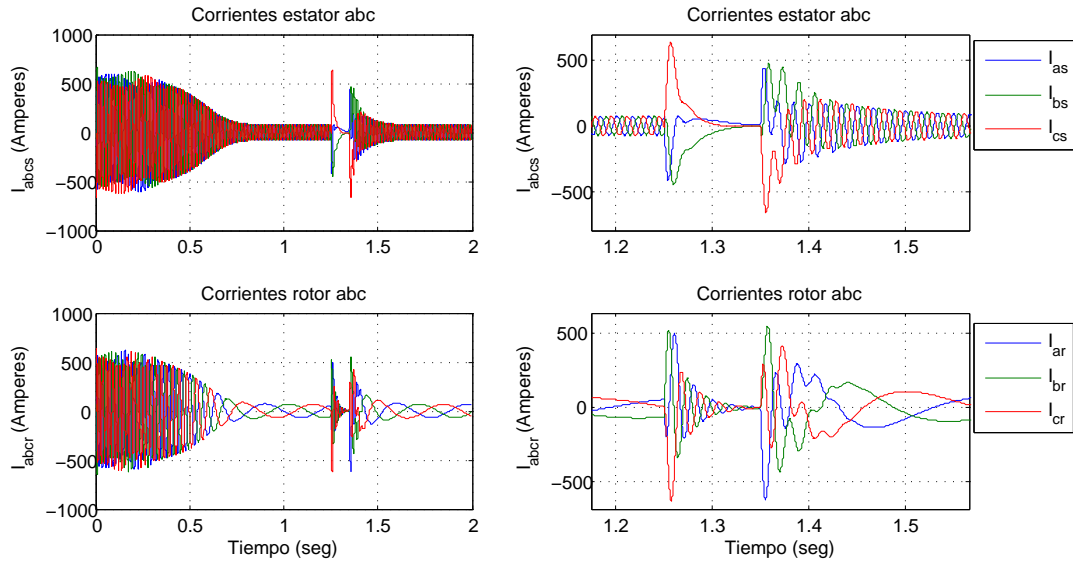 Corrientes estator abc
I_abcs (Amperes)
1000
500
0
−500
−1000
0
0.5
1
1.5
2
Corrientes estator abc
I_abcs (Amperes)
500
0
−500
1.2
1.3
1.4
1.5
I_as
I_bs
I_cs
Corrientes rotor abc
I_abcr (Amperes)
1000
500
0
−500
−1000
0
0.5
1
1.5
2
Tiempo (seg)
Corrientes rotor abc
I_abcr (Amperes)
500
0
−500
1.2
1.3
1.4
1.5
Tiempo (seg)
I_ar
I_br
I_cr